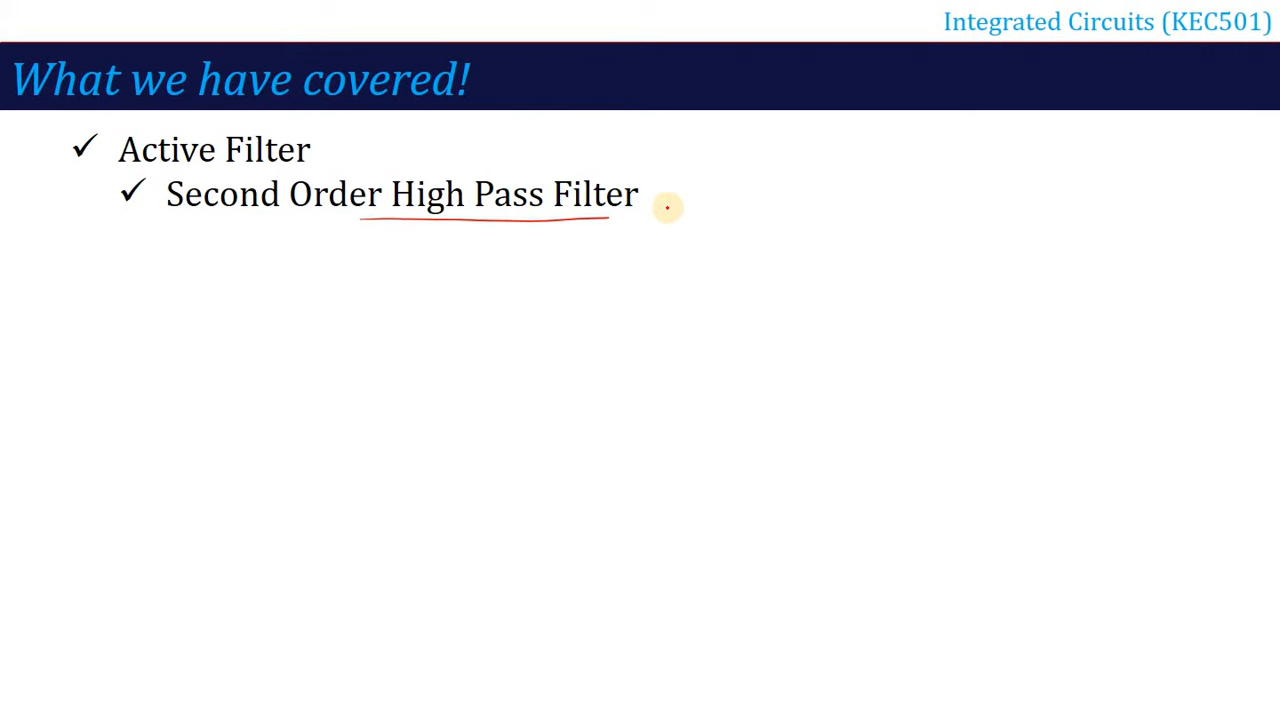 Integrated Circuits (KEC501)
What we have covered!
✓ Active Filter
✓ Second Order High Pass Filter